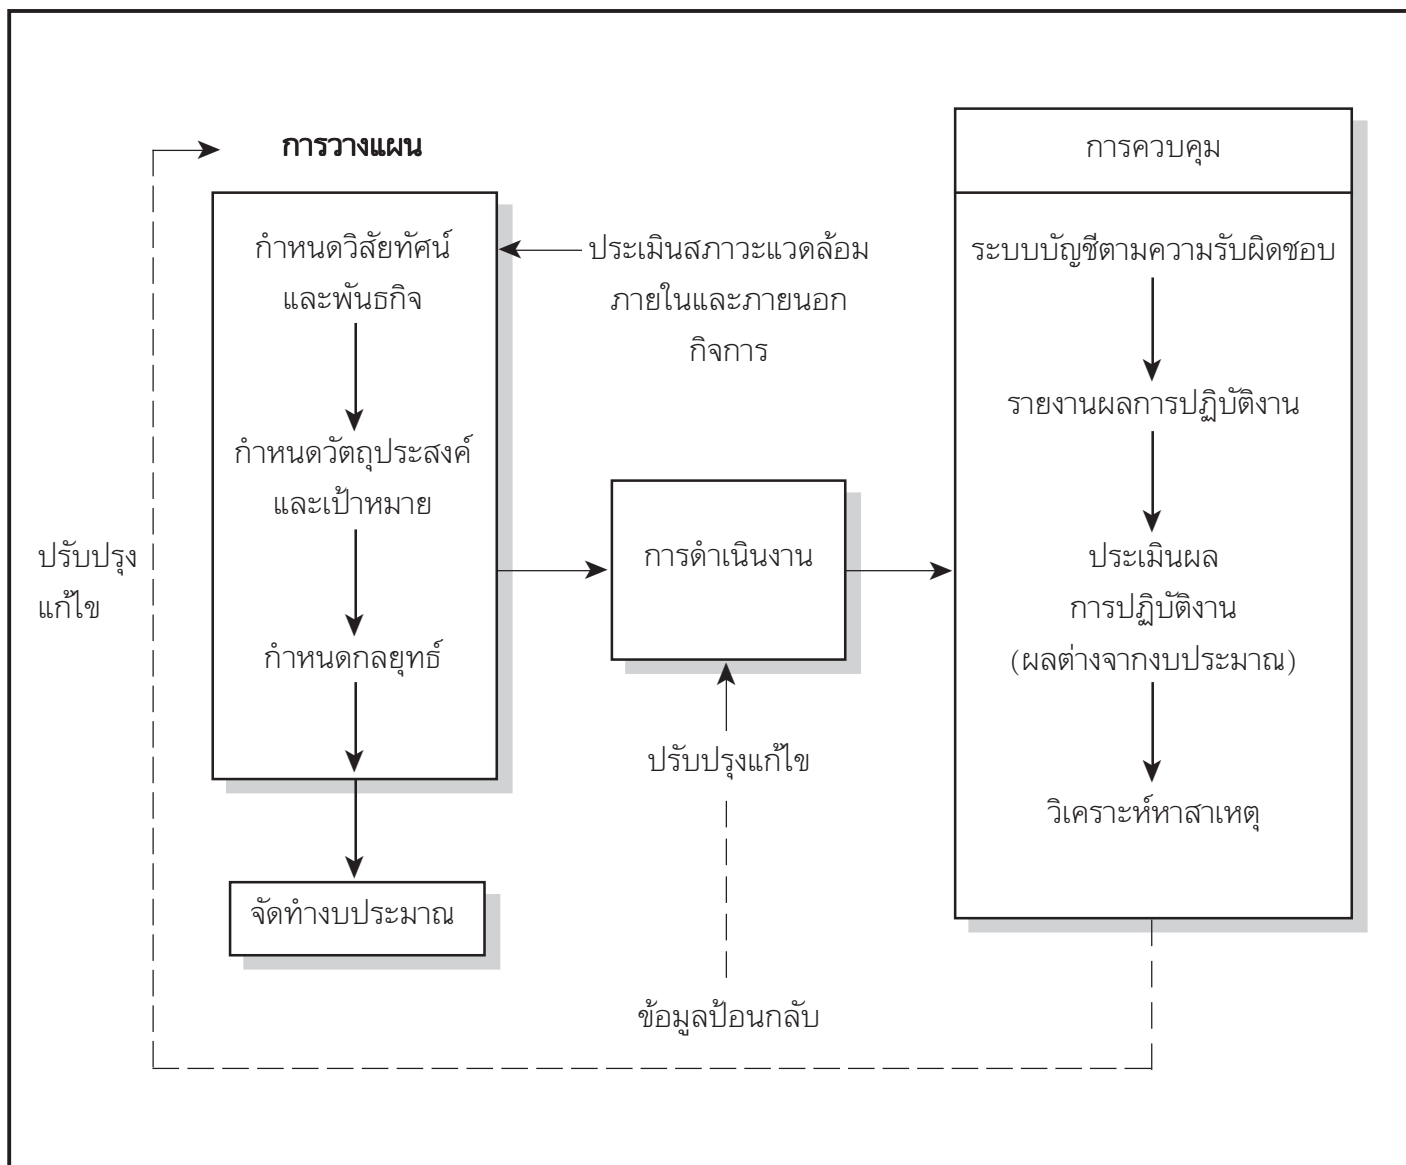 การวางแผน
กำหนดวิสัยทัศน์
และพันธกิจ
กำหนดวัตถุประสงค์
และเป้าหมาย
กำหนดกลยุทธ์
จัดทำงบประมาณ
ประเมินสภาวะแวดล้อม
ภายในและภายนอก
กิจการ
การดำเนินงาน
ปรับปรุงแก้ไข
ข้อมูลป้อนกลับ
การควบคุม
ระบบบัญชีตามความรับผิดชอบ
รายงานผลการปฏิบัติงาน
ประเมินผล
การปฏิบัติงาน
(ผลต่างจากงบประมาณ)
วิเคราะห์หาสาเหตุ
ปรับปรุง
แก้ไข